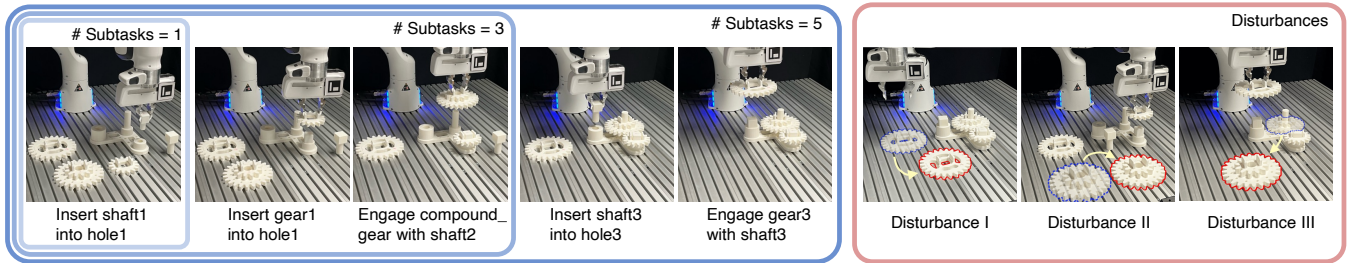 # Subtasks = 1
# Subtasks = 3
# Subtasks = 5
Disturbances
Insert shaft1
into hole1
Insert gear1
into hole1
Engage compound_
gear with shaft2
Insert shaft3
into hole3
Engage gear3
with shaft3
Disturbance I
Disturbance II
Disturbance III